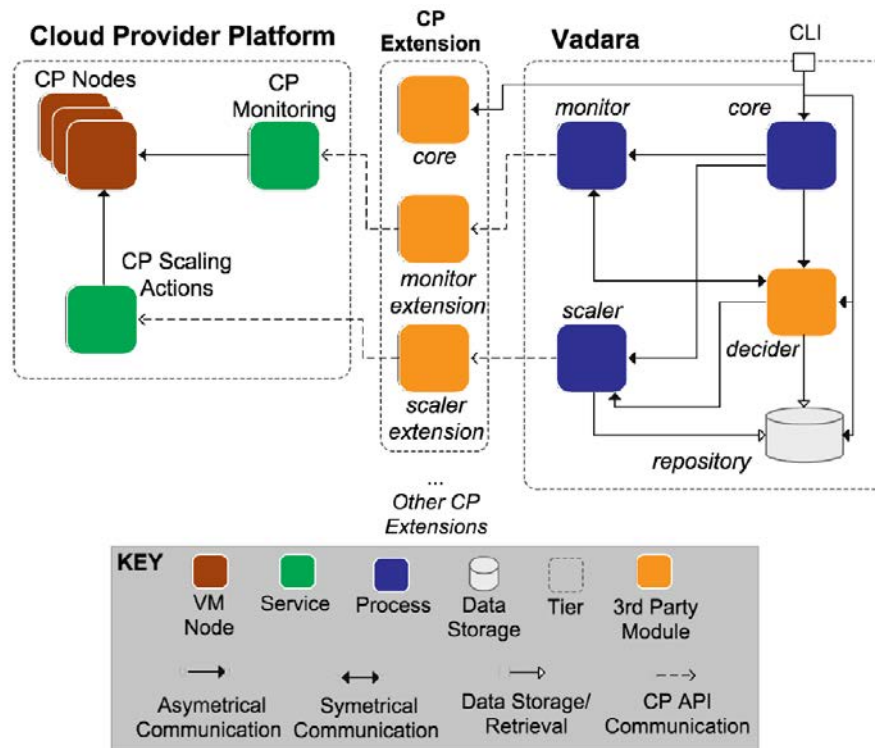 Cloud Provider Platform
CP
Extension
Vadara
CLI
CP Nodes
CP
Monitoring
core
monitor
core
CP Scaling
Actions
monitor
extension
scaler
decider
scaler
extension
repository
...
Other CP
Extensions
KEY
VM
Node
Service
Process
Data
Storage
Tier
3rd Party
Module
Asymetrical
Communication
Symetrical
Communication
Data Storage/
Retrieval
CP API
Communication